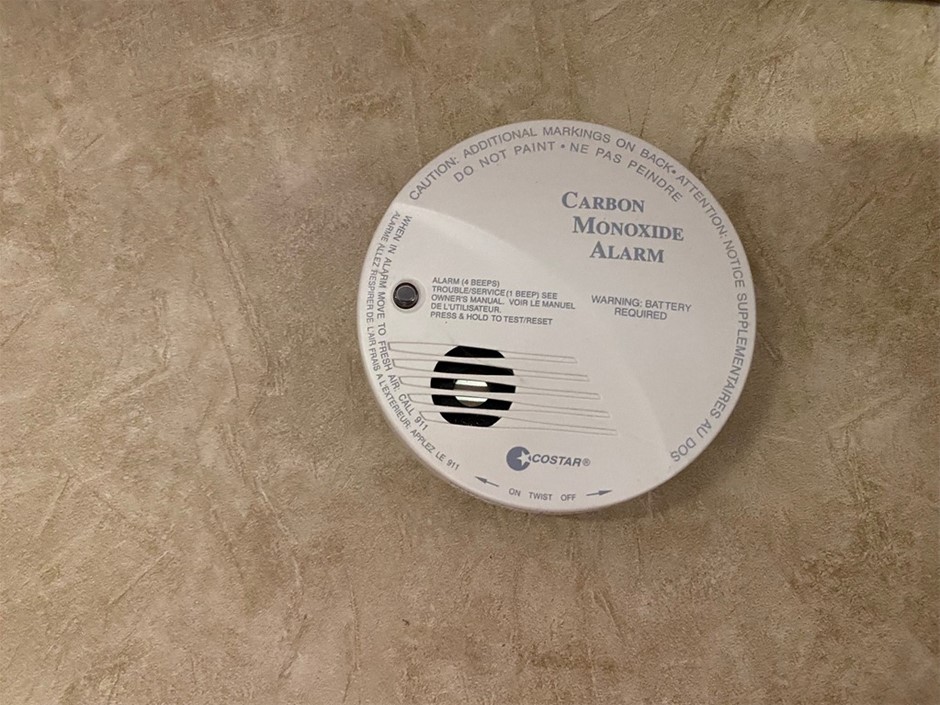 CAUTION: ADDITIONAL MARKINGS ON BACK • ATTENTION: NOTICE SUPPLEMENTAIRES AU DOS
DO NOT PAINT • NE PAS PEINDRE
CARBON
MONOXIDE
ALARM
WHEN IN ALARM MOVE TO FRESH AIR: CALL 911
ALARME ALLEZ RESPIRER DE L'AIR FRAIS A L'EXTERIEUR: APPLEZ LE 911
ALARM (4 BEEPS)
TROUBLE/SERVICE (1 BEEP) SEE
OWNER'S MANUAL. VOIR LE MANUEL
DE L'UTILISATEUR.
PRESS & HOLD TO TEST/RESET
WARNING: BATTERY
REQUIRED
COSTAR®
ON TWIST OFF